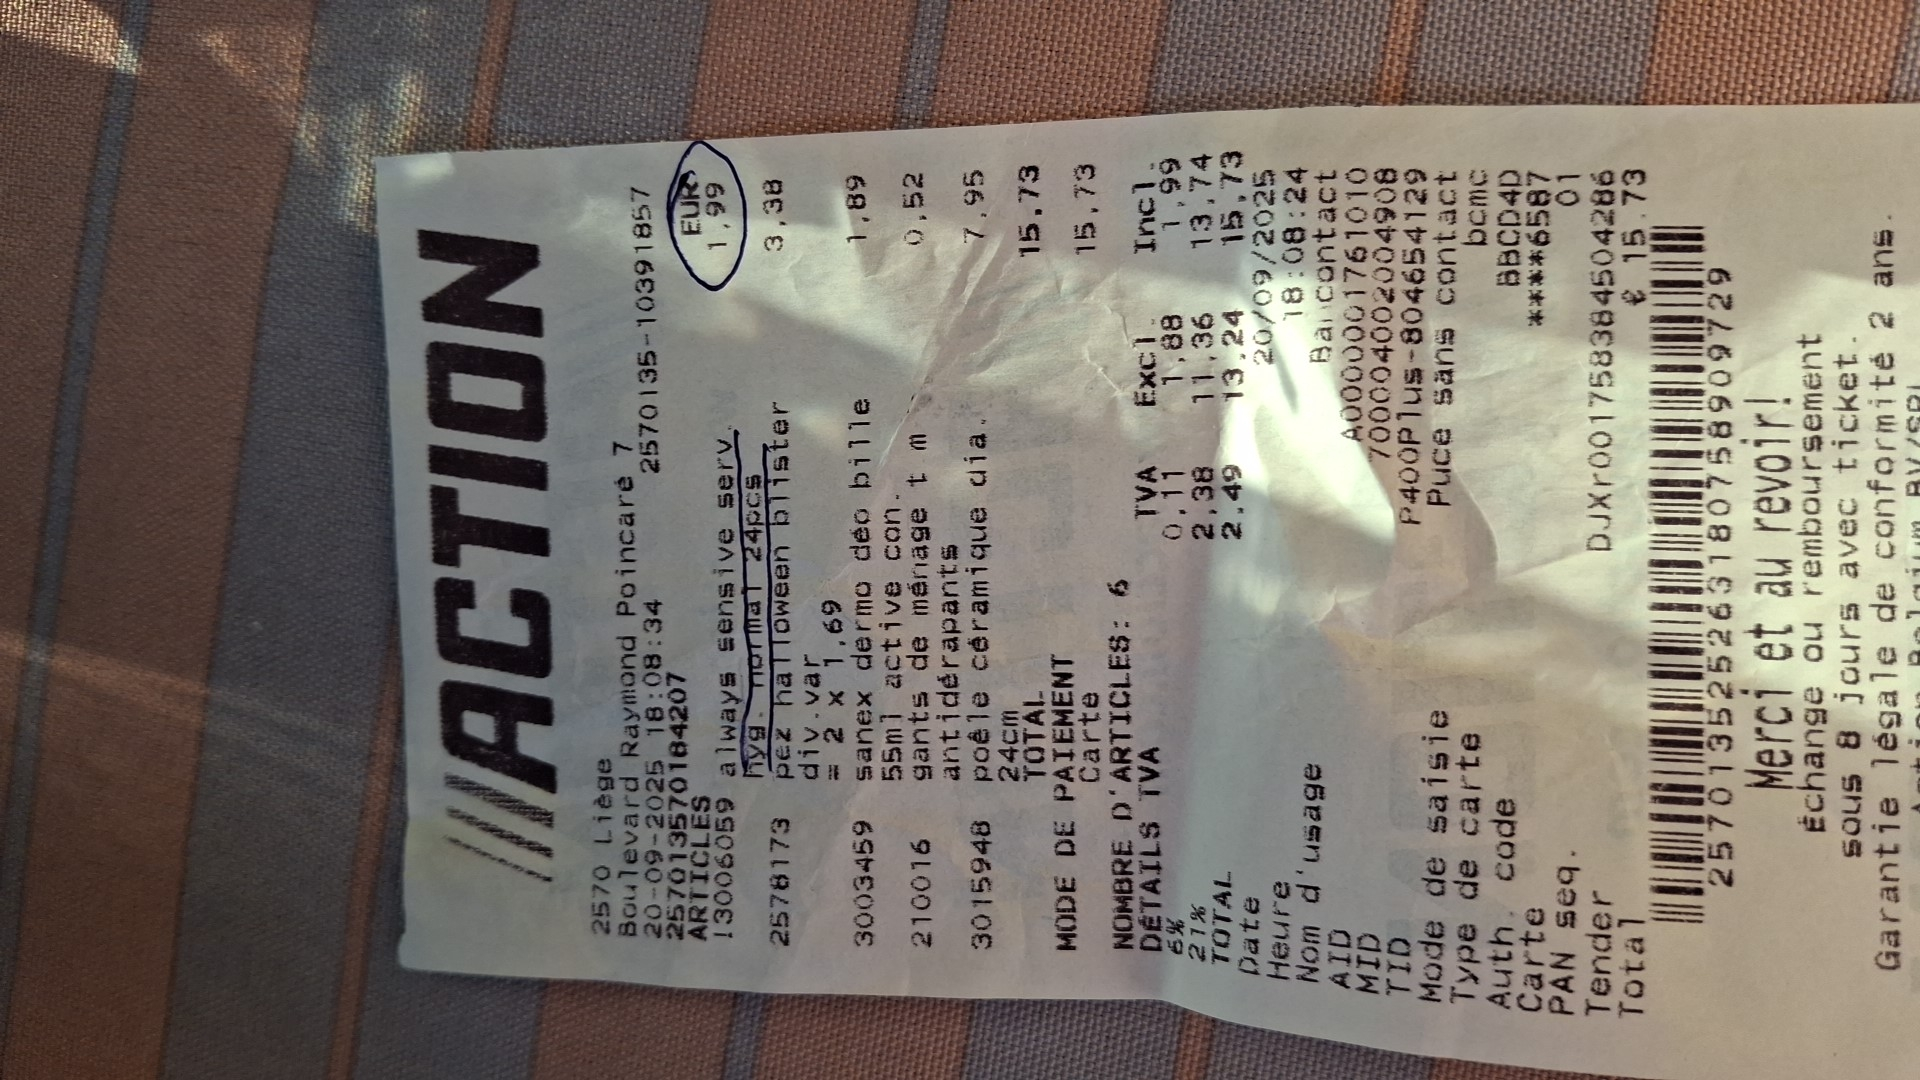 ACTION
2570 Liège
Boulevard Raymond Poincaré 7
20-09-2025 18:08:34 2570135-10391857
257013570184207
ARTICLES EUR
!3006059 always sensive serv. 1,99
hyg. normal 24pcs
2578173 pez halloween blister 3,38
div.var
= 2 x 1,69
3003459 sanex dermo déo bille 1,89
55ml active con.
210016 gants de ménage t m 0,52
antidérapants
3015948 poêle céramique dia. 7,95
24cm
TOTAL 15,73
MODE DE PAIEMENT
Carte 15,73
NOMBRE D'ARTICLES: 6
DÉTAILS TVA TVA Excl. Incl.
6% 0,11 1,88 1,99
21% 2,38 11,36 13,74
TOTAL 2,49 13,24 15,73
Date 20/09/2025
Heure 18:08:24
Nom d'usage Bancontact
AID A0000001761010
MID 700004002004908
TID P400Plus-804654129
Mode de saisie Puce sans contact
Type de carte bcmc
Auth. code BBCD4D
Carte ****6587
PAN seq. 01
Tender DJXr001758384504286
Total € 15.73
257013525263180758909729
Merci et au revoir!
Échange ou remboursement
sous 8 jours avec ticket.
Garantie légale de conformité 2 ans.
Action Belgium BV/SRL